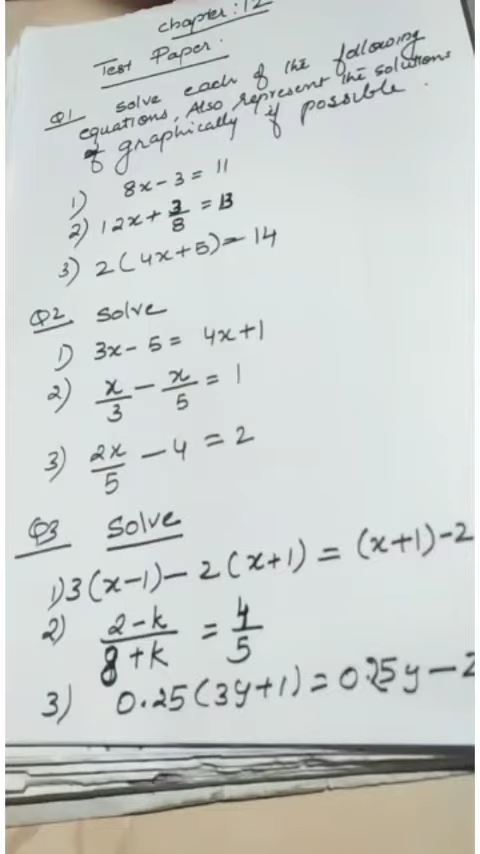 Chapter: 12
Test Paper.
Q1 solve each of the following
equations, Also represent the solutions
of graphically if possible.
1) 8x - 3 = 11
2) 12x + 3/8 = 13
3) 2(4x+5) = 14
Q2 Solve
1) 3x - 5 = 4x+1
2) x/3 - x/5 = 1
3) 2x/5 - 4 = 2
Q3 Solve
1) 3(x-1) - 2(x+1) = (x+1)-2
2) 2-k/8+k = 4/5
3) 0.25(3y+1) = 0.25y - 2